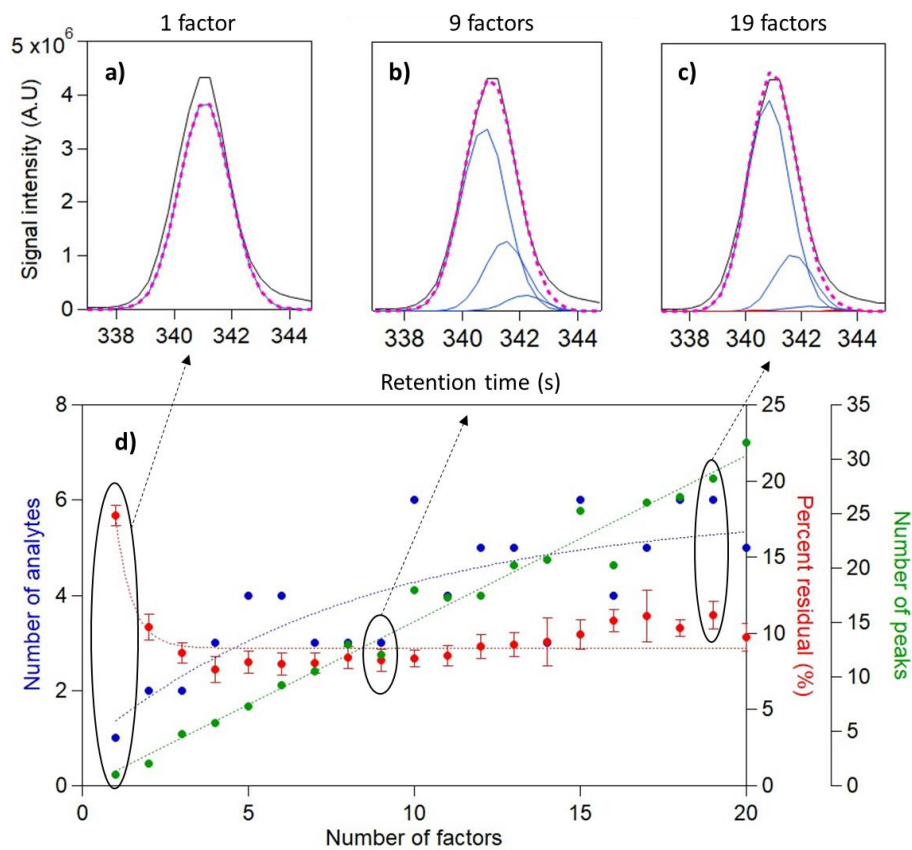 1 factor
9 factors
19 factors
5 x10⁶
4
3
2
1
0
Signal intensity (A.U)
a)
b)
c)
338 340 342 344
338 340 342 344
338 340 342 344
Retention time (s)
d)
8
6
4
2
0
Number of analytes
25
20
15
10
5
0
Percent residual (%)
35
30
25
20
15
10
5
0
Number of peaks
0 5 10 15 20
Number of factors